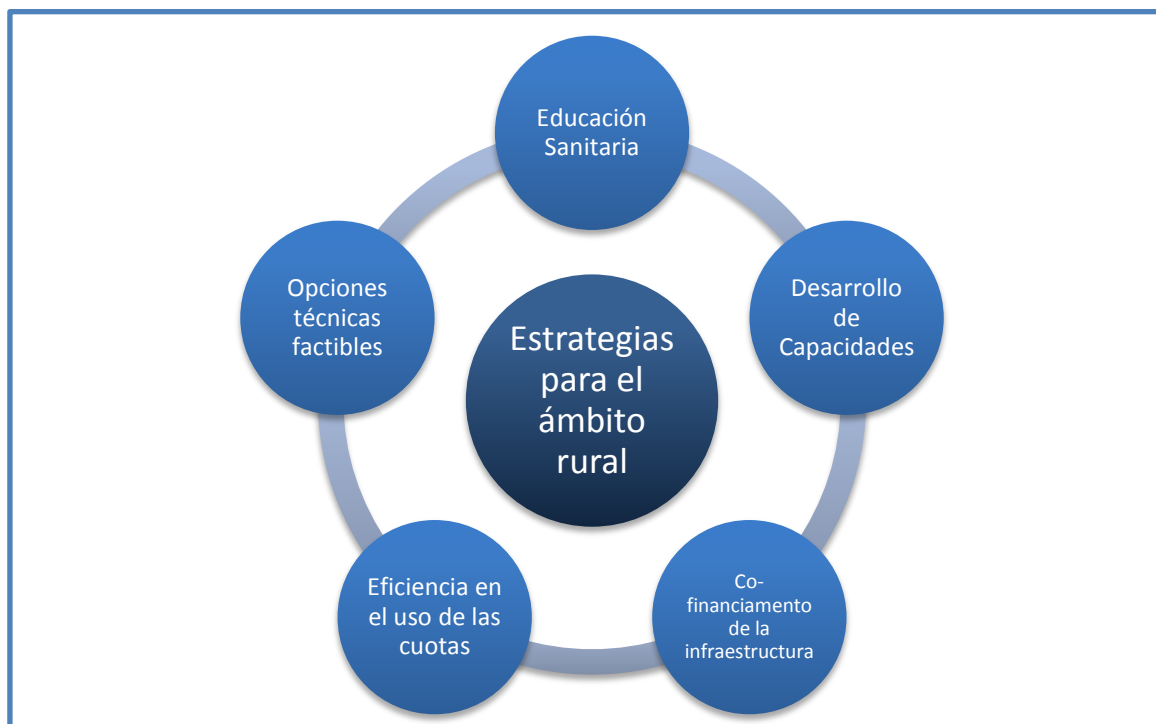 Educación
Sanitaria
Opciones
técnicas
factibles
Desarrollo
de
Capacidades
Estrategias
para el
ámbito
rural
Eficiencia en
el uso de las
cuotas
Co-
financiamento
de la
infraestructura